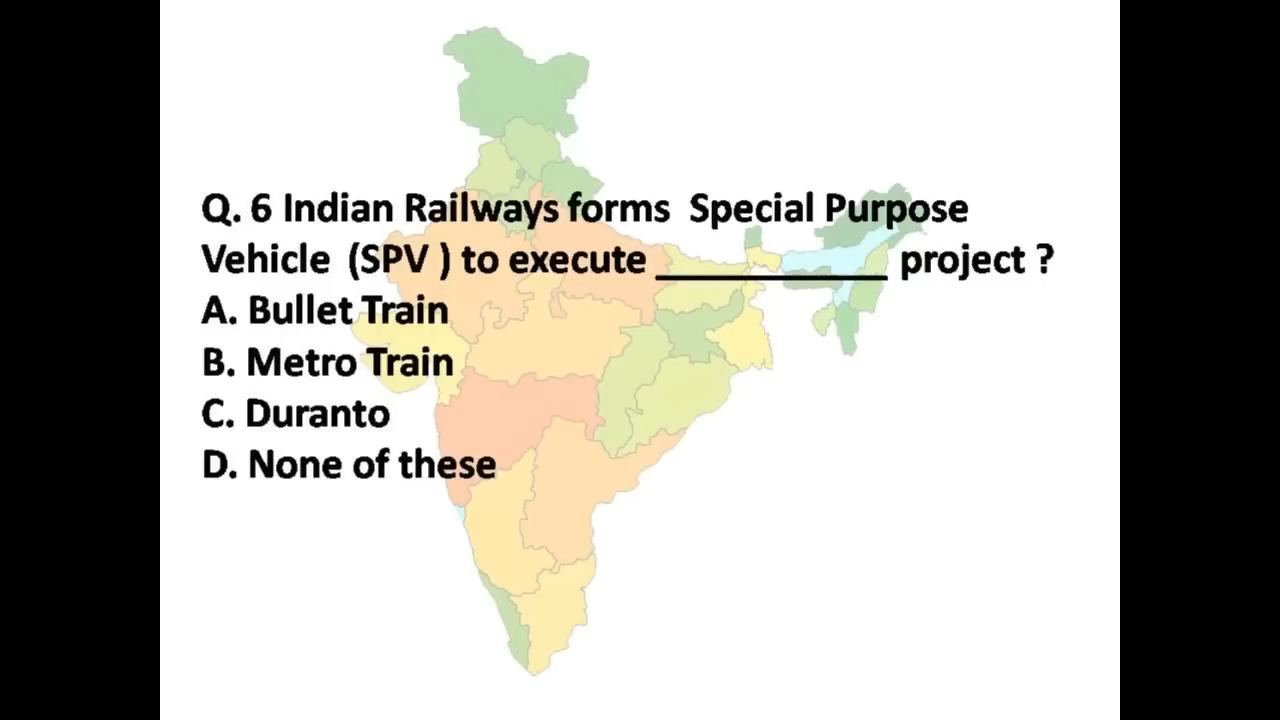 Q. 6 Indian Railways forms  Special Purpose
Vehicle  (SPV ) to execute ___________ project ?
A. Bullet Train
B. Metro Train
C. Duranto
D. None of these